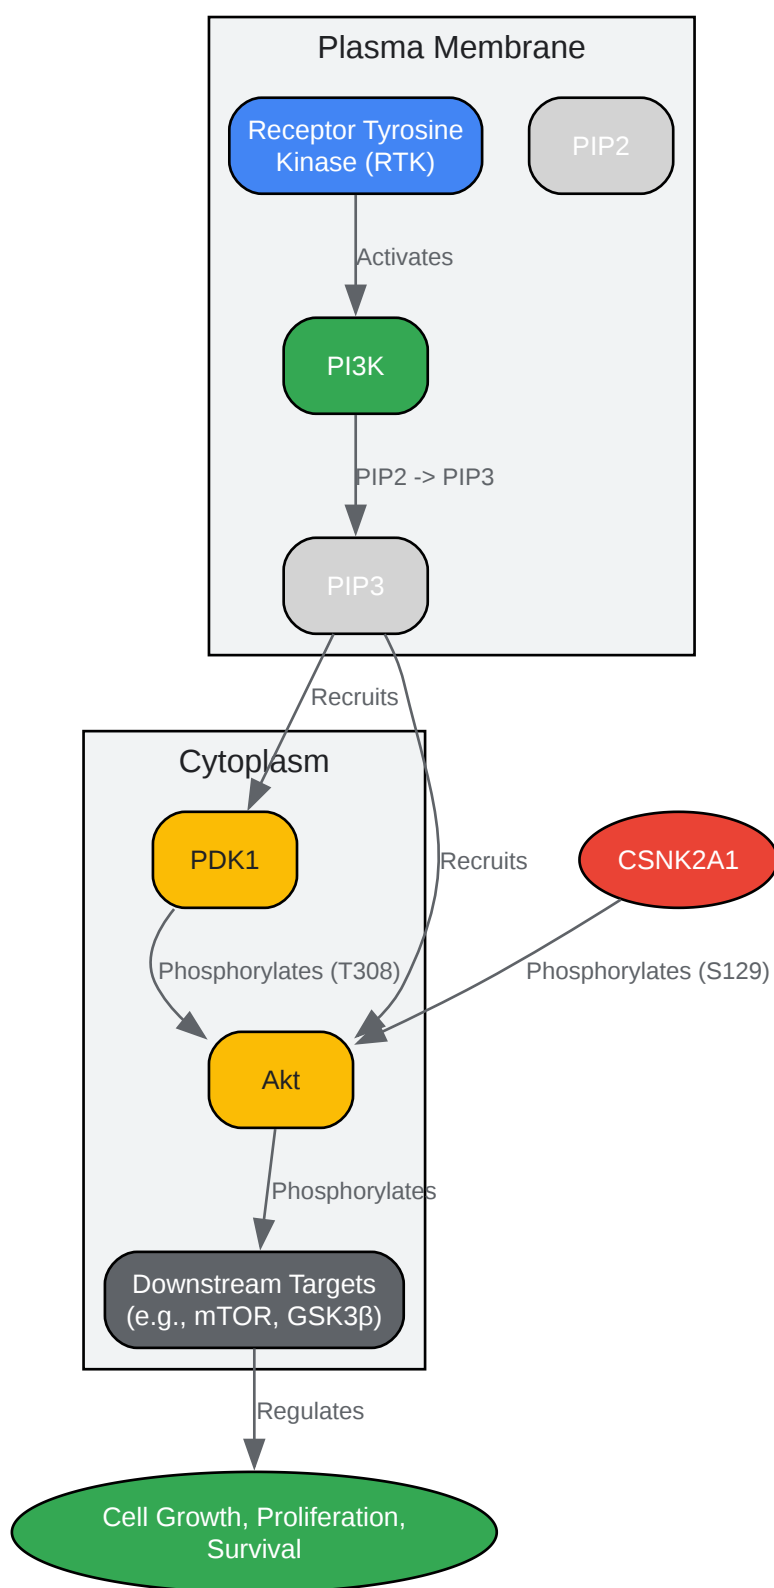 Plasma Membrane
Receptor Tyrosine
Kinase (RTK)
PIP2
Activates
PI3K
PIP2 -> PIP3
PIP3
Recruits
Cytoplasm
PDK1
Recruits
CSNK2A1
Phosphorylates (T308)
Phosphorylates (S129)
Akt
Phosphorylates
Downstream Targets
(e.g., mTOR, GSK3β)
Regulates
Cell Growth, Proliferation,
Survival